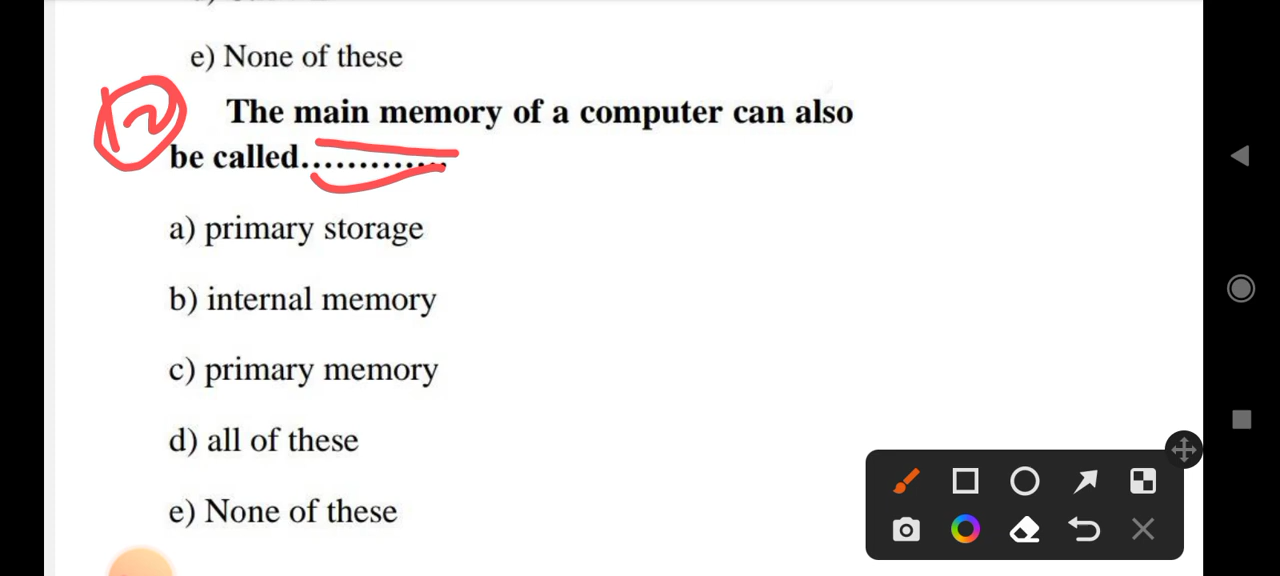 e) None of these
12
The main memory of a computer can also
be called.............
a) primary storage
b) internal memory
c) primary memory
d) all of these
e) None of these